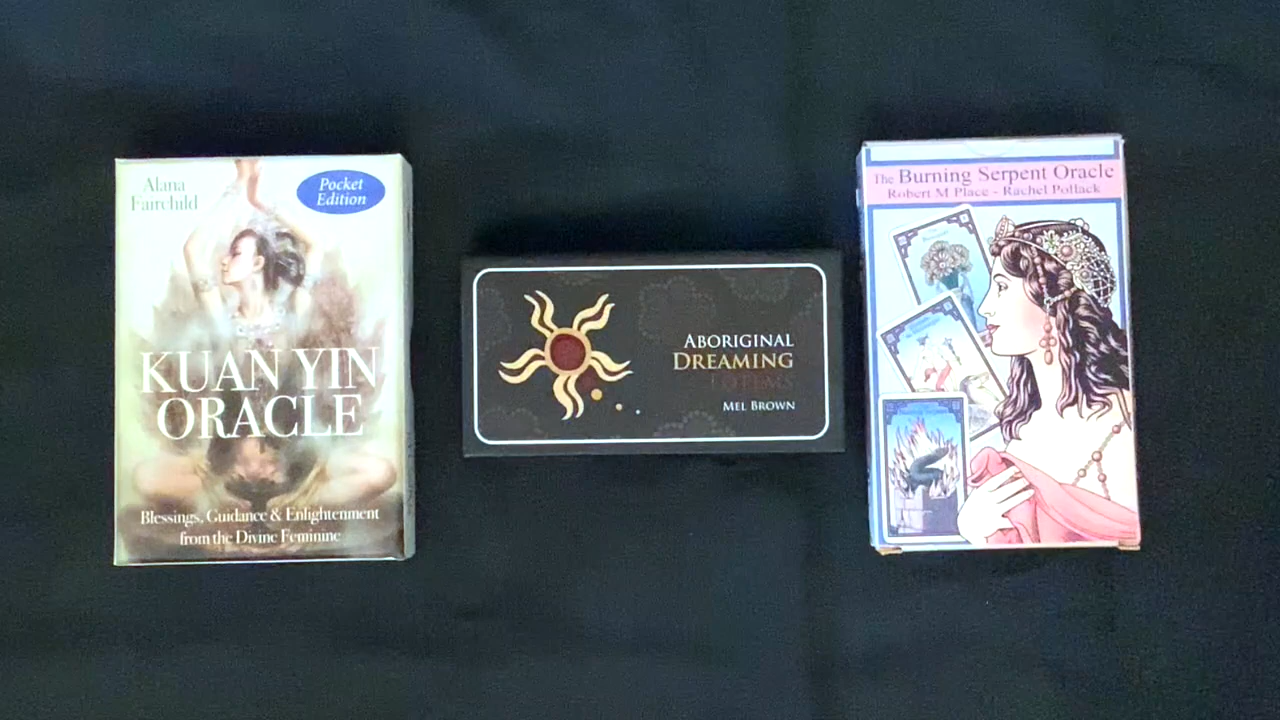 Alana
Fairchild
Pocket
Edition
KUAN YIN
ORACLE
Blessings, Guidance & Enlightenment
from the Divine Feminine
ABORIGINAL
DREAMING
TOTEMS
MEL BROWN
The Burning Serpent Oracle
Robert M Place - Rachel Pollack